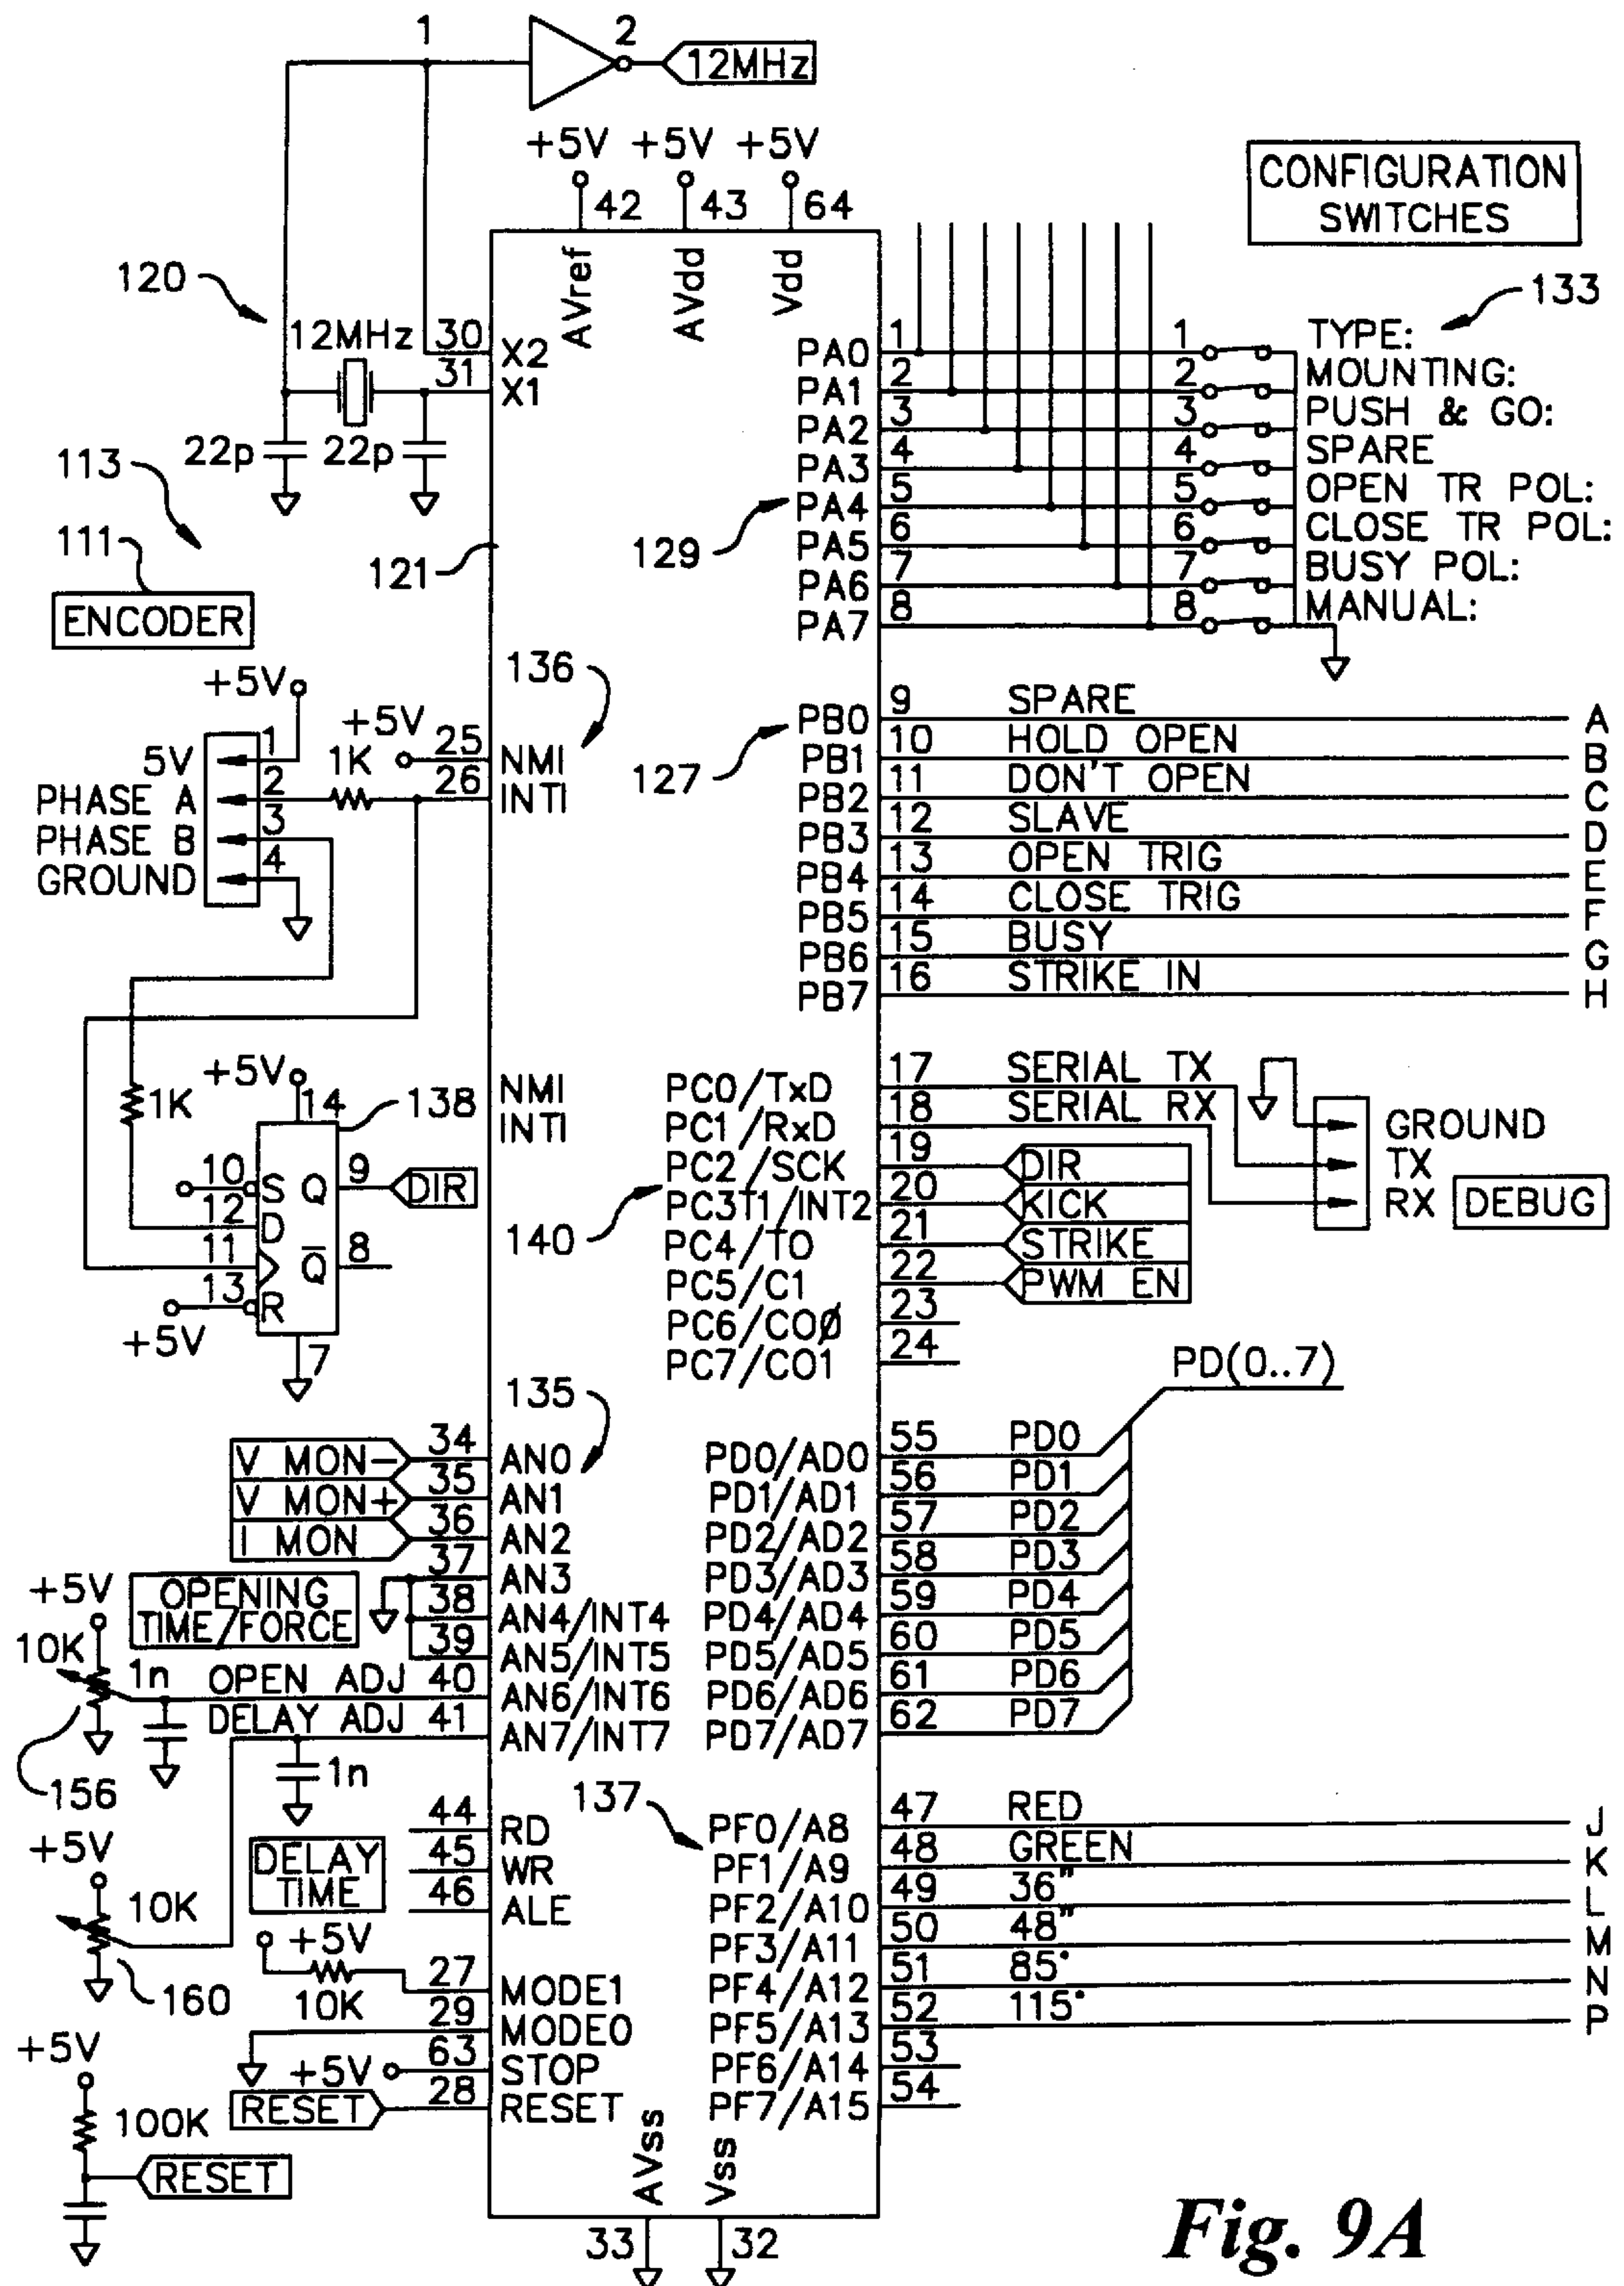 1
2
12MHz
+5V +5V +5V
42 43 64
AVref AVdd Vdd
CONFIGURATION
SWITCHES
120
133
12MHz
30 X2
31 X1
22p 22p
113
111
ENCODER
121
129
PA0 1 1 TYPE:
PA1 2 2 MOUNTING:
PA2 3 3 PUSH & GO:
PA3 4 4 SPARE
PA4 5 5 OPEN TR POL:
PA5 6 6 CLOSE TR POL:
PA6 7 7 BUSY POL:
PA7 8 8 MANUAL:
136
+5V
+5V
1K
5V 1
PHASE A 2
PHASE B 3
GROUND 4
25 NMI
26 INTI
127
PB0 9 SPARE A
PB1 10 HOLD OPEN B
PB2 11 DON'T OPEN C
PB3 12 SLAVE D
PB4 13 OPEN TRIG E
PB5 14 CLOSE TRIG F
PB6 15 BUSY G
PB7 16 STRIKE IN H
1K
+5V
14
138
10 S Q 9 DIR
12 D
11 Q 8
13 R
+5V
7
NMI
INTI
140
PC0/TxD 17 SERIAL TX
PC1/RxD 18 SERIAL RX
PC2/SCK 19 DIR
PC3T1/INT2 20 KICK
PC4/TO 21 STRIKE
PC5/C1 22 PWM EN
PC6/COØ 23
PC7/CO1 24
GROUND
TX
RX DEBUG
135
V MON- 34 AN0
V MON+ 35 AN1
I MON 36 AN2
37 AN3
38 AN4/INT4
39 AN5/INT5
OPEN ADJ 40 AN6/INT6
DELAY ADJ 41 AN7/INT7
OPENING
TIME/FORCE
+5V
10K
1n
156
1n
PD(0..7)
PD0/AD0 55 PD0
PD1/AD1 56 PD1
PD2/AD2 57 PD2
PD3/AD3 58 PD3
PD4/AD4 59 PD4
PD5/AD5 60 PD5
PD6/AD6 61 PD6
PD7/AD7 62 PD7
44 RD
45 WR
46 ALE
DELAY
TIME
+5V
10K
160
+5V
10K
27 MODE1
29 MODE0
+5V 63 STOP
RESET 28 RESET
137
PF0/A8 47 RED J
PF1/A9 48 GREEN K
PF2/A10 49 36" L
PF3/A11 50 48" M
PF4/A12 51 85° N
PF5/A13 52 115° P
PF6/A14 53
PF7/A15 54
+5V
100K
RESET
AVss Vss
33 32
Fig. 9A